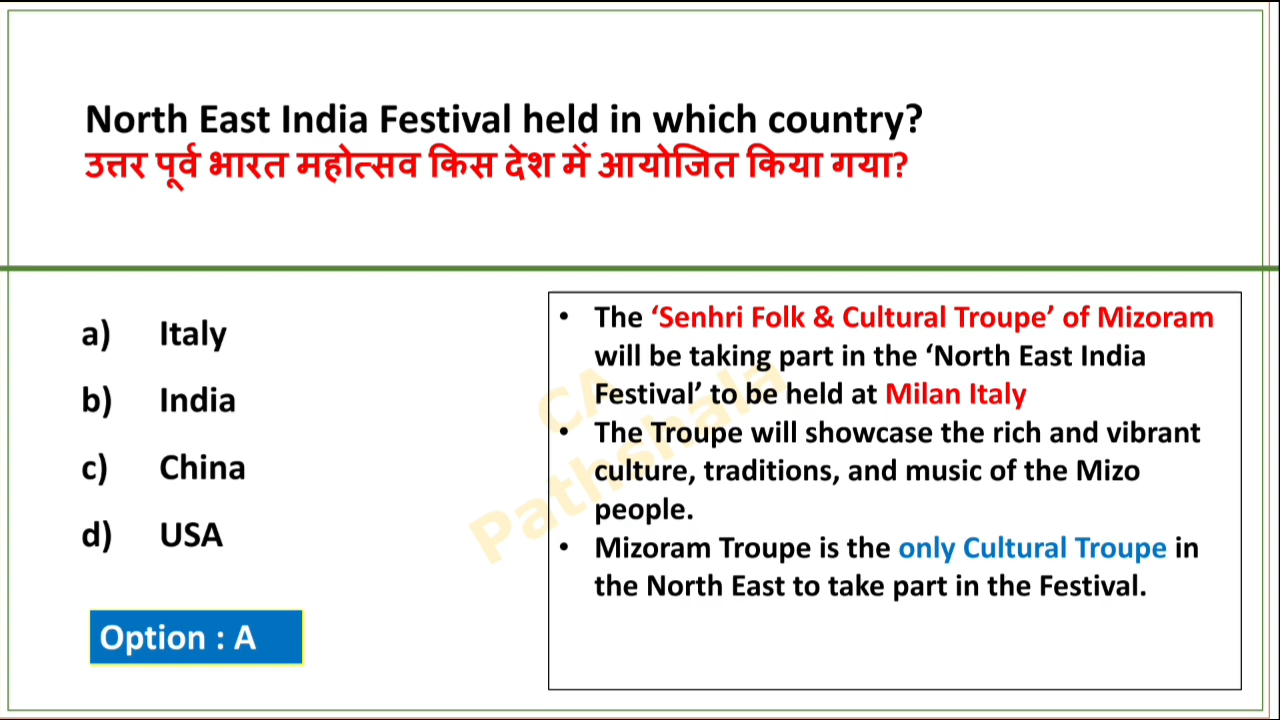 North East India Festival held in which country?
उत्तर पूर्व भारत महोत्सव किस देश में आयोजित किया गया?
a) Italy
b) India
c) China
d) USA
Option : A
• The ‘Senhri Folk & Cultural Troupe’ of Mizoram
will be taking part in the ‘North East India
Festival’ to be held at Milan Italy
• The Troupe will showcase the rich and vibrant
culture, traditions, and music of the Mizo
people.
• Mizoram Troupe is the only Cultural Troupe in
the North East to take part in the Festival.
CA
Pathshala